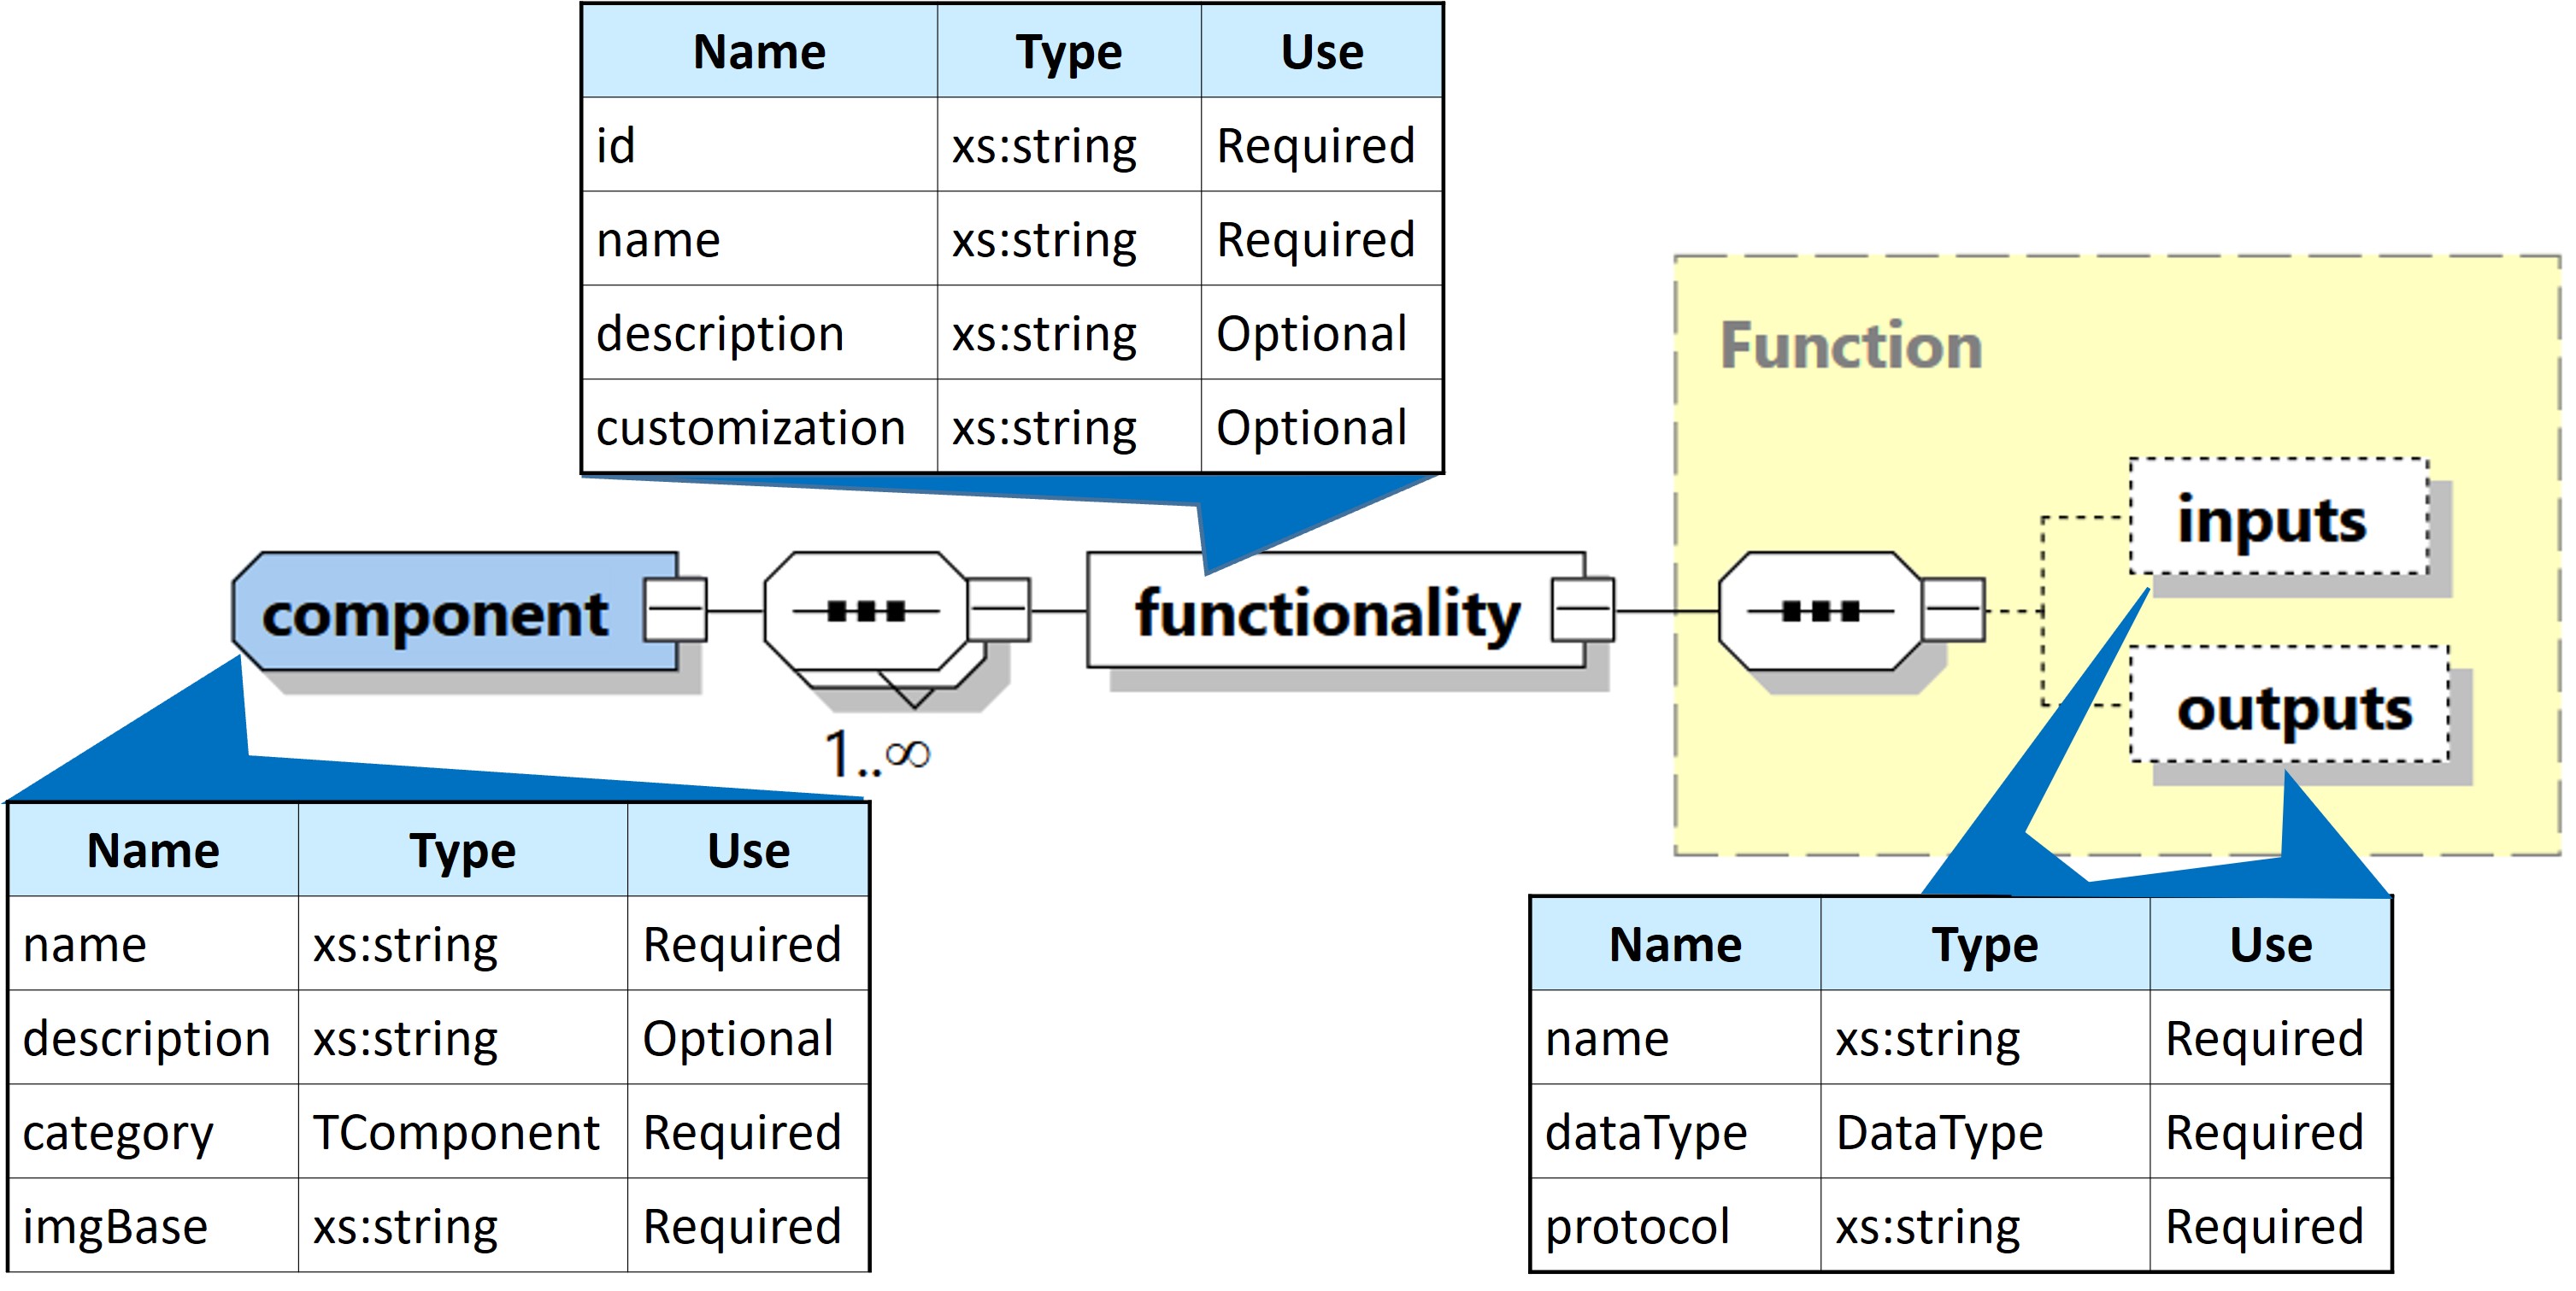 Name Type Use
id xs:string Required
name xs:string Required
description xs:string Optional
customization xs:string Optional
Function
inputs
component
functionality
outputs
1..∞
Name Type Use
name xs:string Required
description xs:string Optional
category TComponent Required
imgBase xs:string Required
Name Type Use
name xs:string Required
dataType DataType Required
protocol xs:string Required